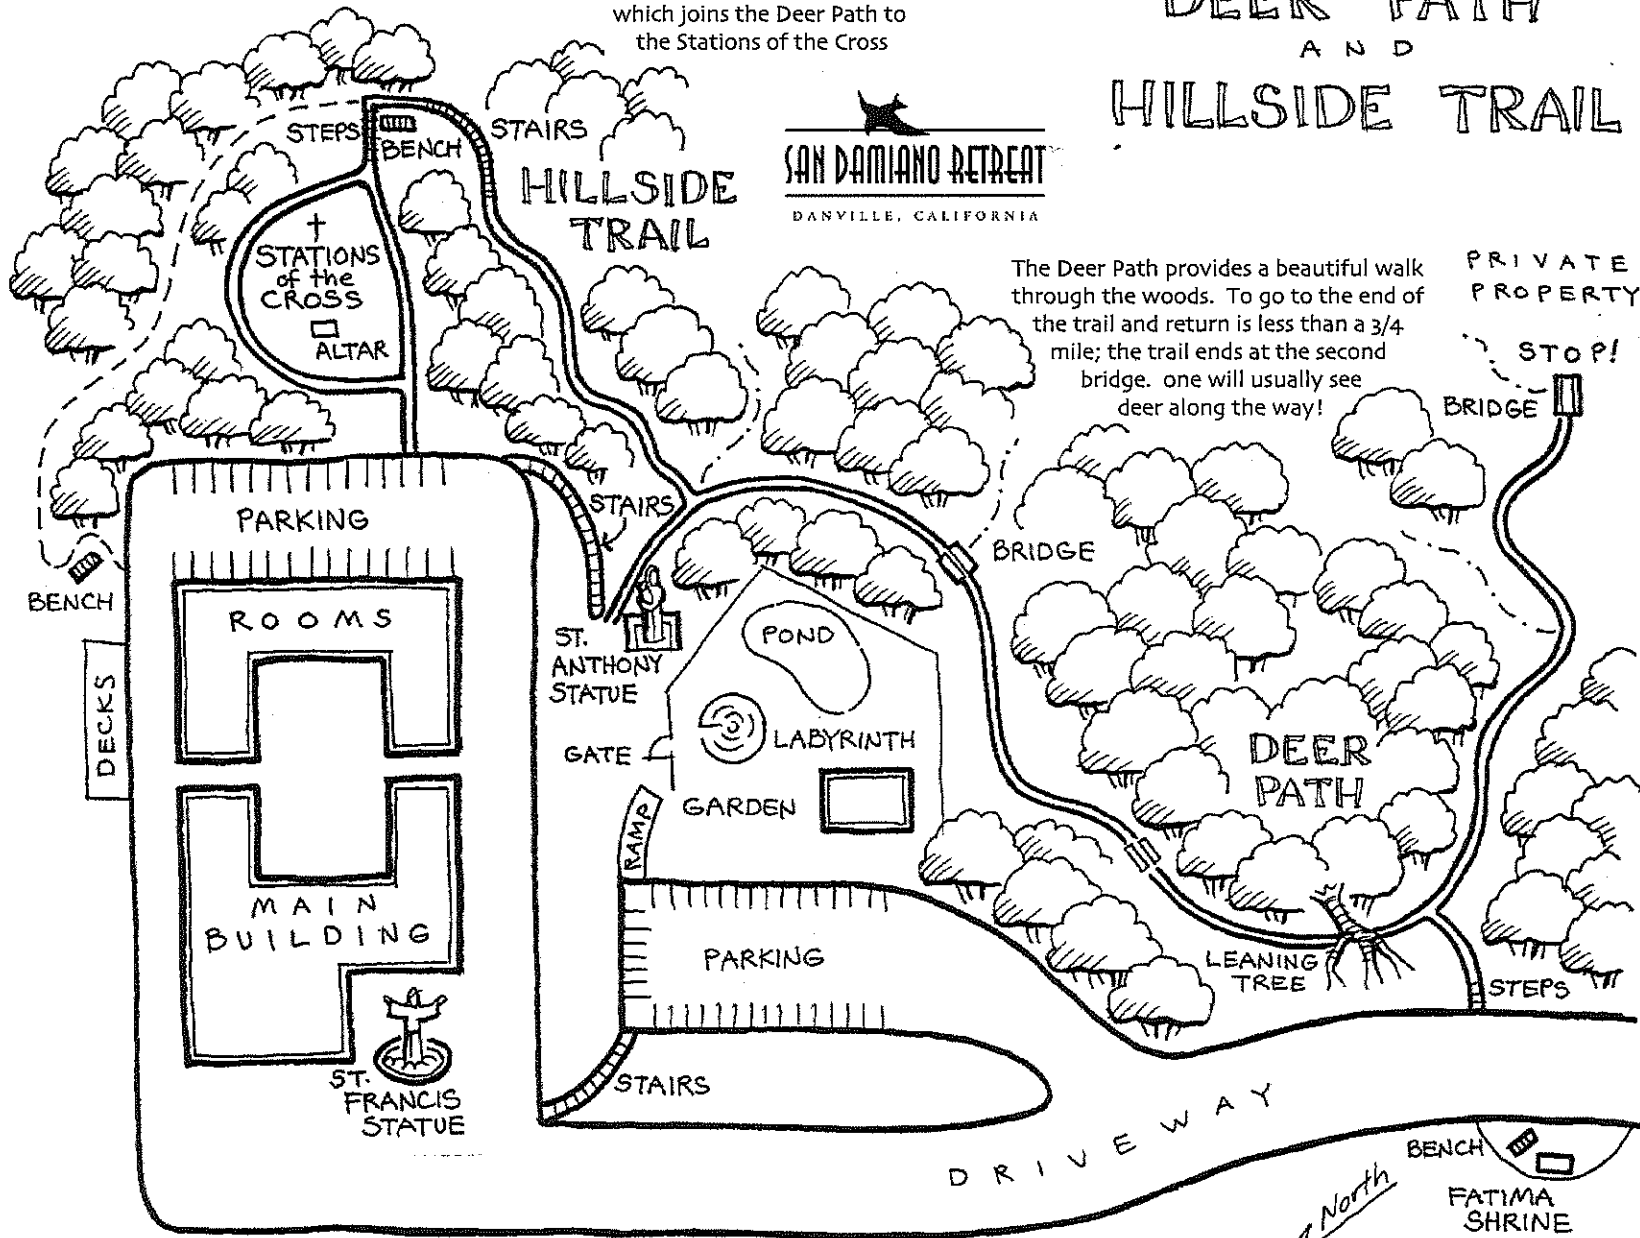 which joins the Deer Path to
the Stations of the Cross
DEER PATH
AND
HILLSIDE TRAIL
SAN DAMIANO RETREAT
DANVILLE, CALIFORNIA
STEPS
BENCH
STAIRS
HILLSIDE
TRAIL
STATIONS
of the
CROSS
ALTAR
The Deer Path provides a beautiful walk
through the woods. To go to the end of
the trail and return is less than a 3/4
mile; the trail ends at the second
bridge. one will usually see
deer along the way!
PRIVATE
PROPERTY
STOP!
BRIDGE
PARKING
STAIRS
BRIDGE
BENCH
ROOMS
DECKS
ST.
ANTHONY
STATUE
POND
LABYRINTH
GATE
GARDEN
RAMP
DEER
PATH
MAIN
BUILDING
PARKING
LEANING
TREE
STEPS
ST.
FRANCIS
STATUE
STAIRS
DRIVEWAY
BENCH
FATIMA
SHRINE
North